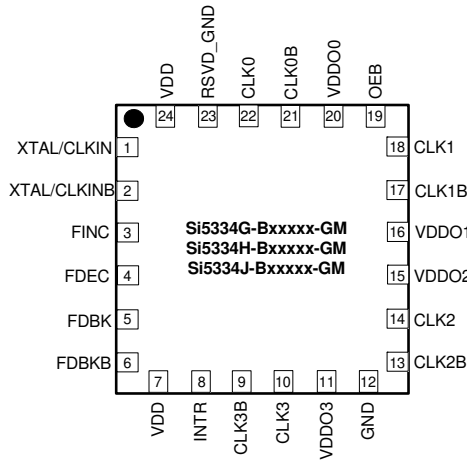 VDD
RSVD_GND
CLK0
CLK0B
VDDO0
OEB
24
23
22
21
20
19
XTAL/CLKIN 1
18 CLK1
XTAL/CLKINB 2
17 CLK1B
FINC 3
16 VDDO1
FDEC 4
15 VDDO2
FDBK 5
14 CLK2
FDBKB 6
13 CLK2B
Si5334G-Bxxxxx-GM
Si5334H-Bxxxxx-GM
Si5334J-Bxxxxx-GM
7
8
9
10
11
12
VDD
INTR
CLK3B
CLK3
VDDO3
GND